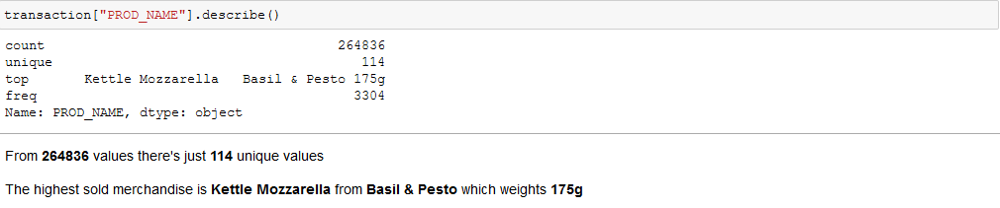 transaction["PROD_NAME"].describe()
count 264836
unique 114
top Kettle Mozzarella   Basil & Pesto 175g
freq 3304
Name: PROD_NAME, dtype: object
From 264836 values there's just 114 unique values
The highest sold merchandise is Kettle Mozzarella from Basil & Pesto which weights 175g